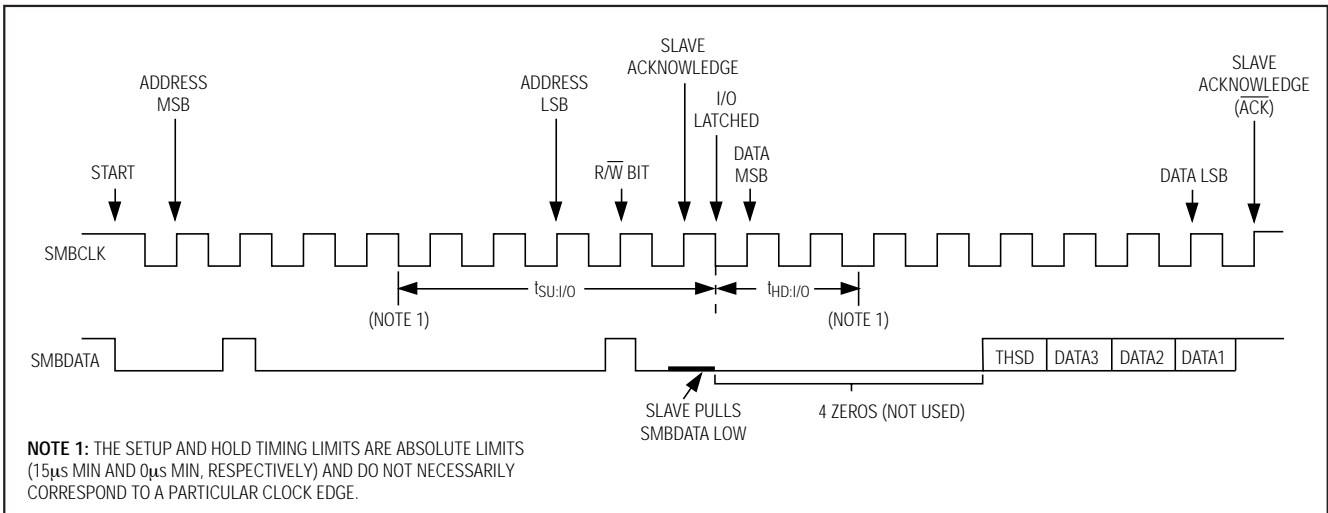 SLAVE
ACKNOWLEDGE
SLAVE
ACKNOWLEDGE
(A̅C̅K̅)
ADDRESS
MSB
ADDRESS
LSB
I/O
LATCHED
START
R/W̅ BIT
DATA
MSB
DATA LSB
SMBCLK
tSU:I/O
tHD:I/O
(NOTE 1)
(NOTE 1)
SMBDATA
THSD
DATA3
DATA2
DATA1
SLAVE PULLS
SMBDATA LOW
4 ZEROS (NOT USED)
NOTE 1: THE SETUP AND HOLD TIMING LIMITS ARE ABSOLUTE LIMITS
(15µs MIN AND 0µs MIN, RESPECTIVELY) AND DO NOT NECESSARILY
CORRESPOND TO A PARTICULAR CLOCK EDGE.